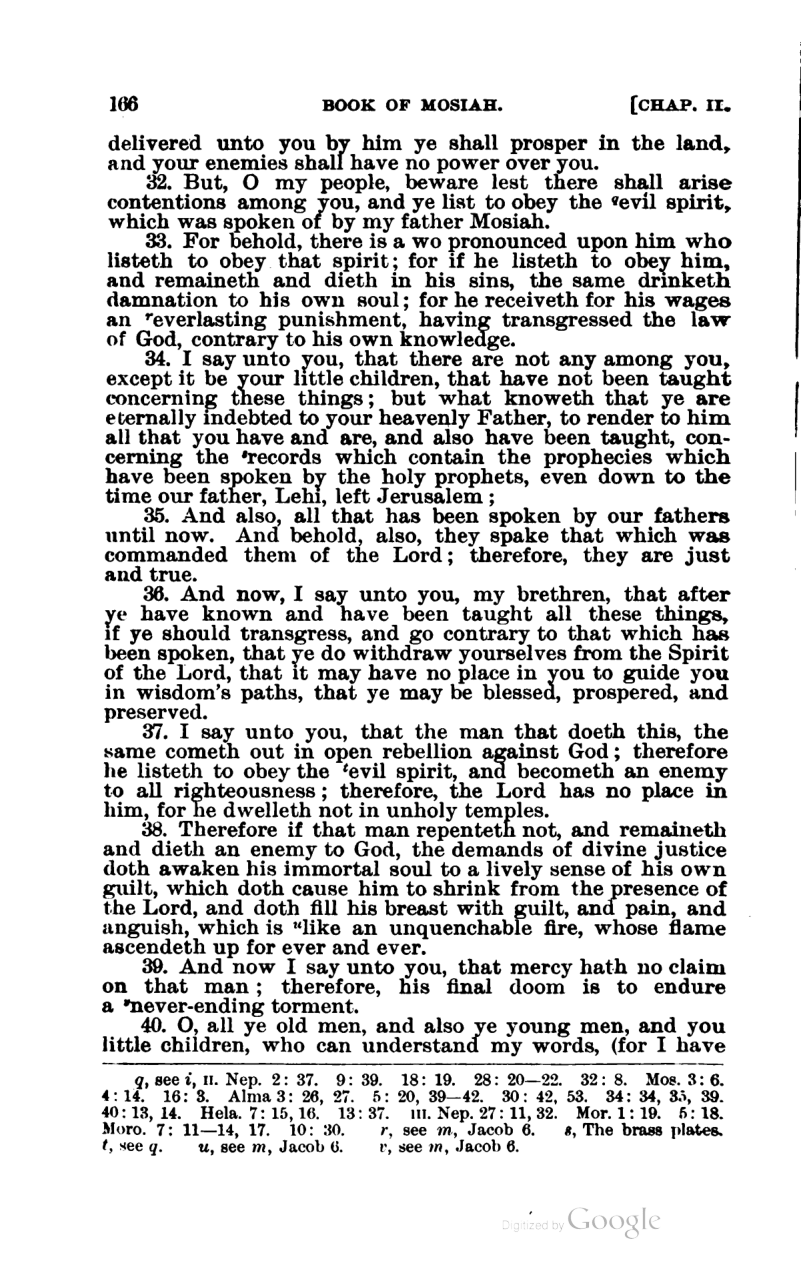 166 BOOK OF MOSIAH. [CHAP. II.
delivered unto you by him ye shall prosper in the land,
and your enemies shall have no power over you.
32. But, O my people, beware lest there shall arise
contentions among you, and ye list to obey the qevil spirit,
which was spoken of by my father Mosiah.
33. For behold, there is a wo pronounced upon him who
listeth to obey that spirit; for if he listeth to obey him,
and remaineth and dieth in his sins, the same drinketh
damnation to his own soul; for he receiveth for his wages
an reverlasting punishment, having transgressed the law
of God, contrary to his own knowledge.
34. I say unto you, that there are not any among you,
except it be your little children, that have not been taught
concerning these things; but what knoweth that ye are
eternally indebted to your heavenly Father, to render to him
all that you have and are, and also have been taught, con-
cerning the srecords which contain the prophecies which
have been spoken by the holy prophets, even down to the
time our father, Lehi, left Jerusalem;
35. And also, all that has been spoken by our fathers
until now. And behold, also, they spake that which was
commanded them of the Lord; therefore, they are just
and true.
36. And now, I say unto you, my brethren, that after
ye have known and have been taught all these things,
if ye should transgress, and go contrary to that which has
been spoken, that ye do withdraw yourselves from the Spirit
of the Lord, that it may have no place in you to guide you
in wisdom's paths, that ye may be blessed, prospered, and
preserved.
37. I say unto you, that the man that doeth this, the
same cometh out in open rebellion against God; therefore
he listeth to obey the tevil spirit, and becometh an enemy
to all righteousness; therefore, the Lord has no place in
him, for he dwelleth not in unholy temples.
38. Therefore if that man repenteth not, and remaineth
and dieth an enemy to God, the demands of divine justice
doth awaken his immortal soul to a lively sense of his own
guilt, which doth cause him to shrink from the presence of
the Lord, and doth fill his breast with guilt, and pain, and
anguish, which is ulike an unquenchable fire, whose flame
ascendeth up for ever and ever.
39. And now I say unto you, that mercy hath no claim
on that man; therefore, his final doom is to endure
a vnever-ending torment.
40. O, all ye old men, and also ye young men, and you
little children, who can understand my words, (for I have
q, see i, II. Nep. 2: 37. 9: 39. 18: 19. 28: 20—22. 32: 8. Mos. 3: 6.
4: 14. 16: 3. Alma 3: 26, 27. 5: 20, 39—42. 30: 42, 53. 34: 34, 35, 39.
40: 13, 14. Hela. 7: 15, 16. 13: 37. III. Nep. 27: 11, 32. Mor. 1: 19. 5: 18.
Moro. 7: 11—14, 17. 10: 30. r, see m, Jacob 6. s, The brass plates.
t, see q. u, see m, Jacob 6. v, see m, Jacob 6.
Digitized by Google